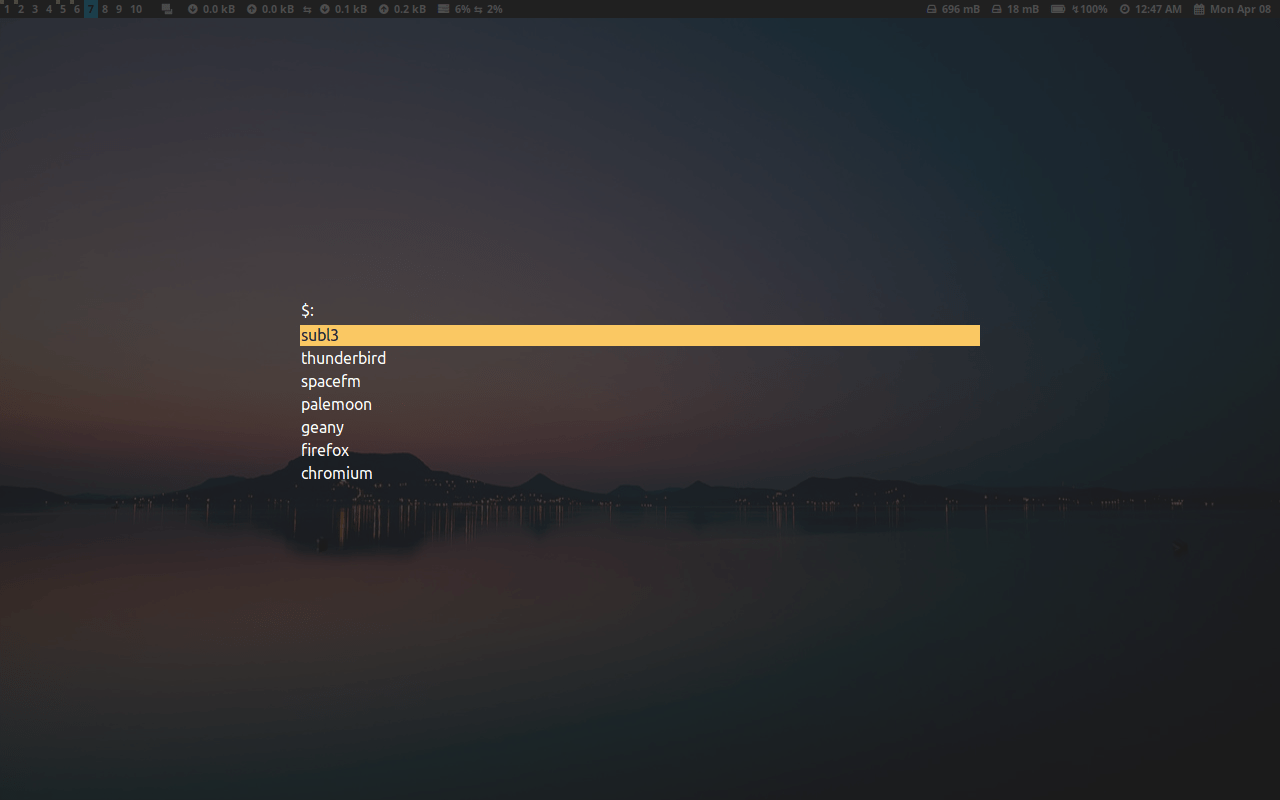 1 2 3 4 5 6 7 8 9 10 0.0 kB 0.0 kB ⇆ 0.1 kB 0.2 kB 6% ⇆ 2% 696 mB 18 mB ↯100% 12:47 AM Mon Apr 08
$:
subl3
thunderbird
spacefm
palemoon
geany
firefox
chromium